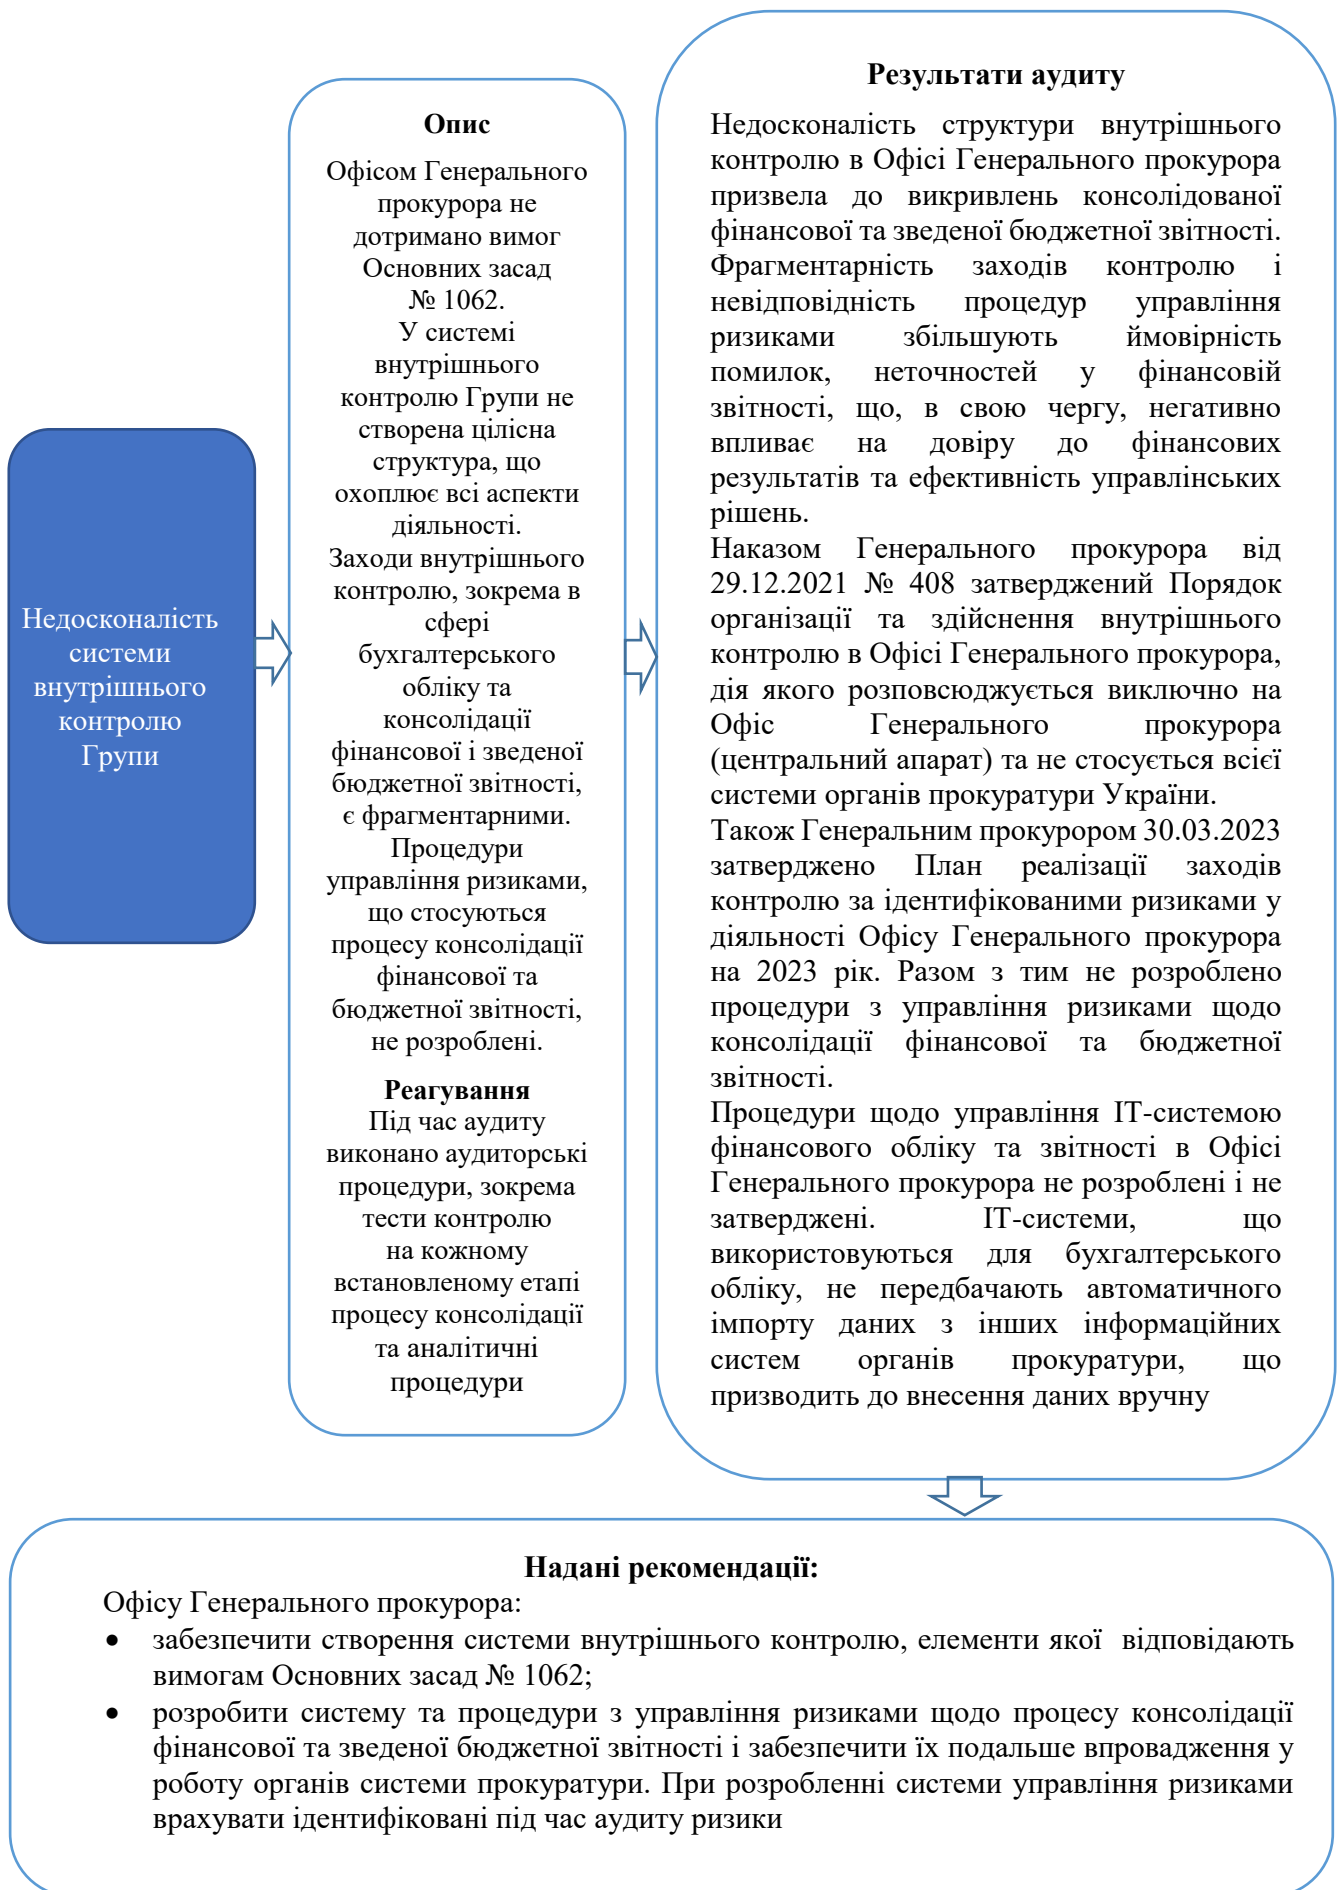 Недосконалість
системи
внутрішнього
контролю
Групи
Опис
Офісом Генерального
прокурора не
дотримано вимог
Основних засад
№ 1062.
У системі
внутрішнього
контролю Групи не
створена цілісна
структура, що
охоплює всі аспекти
діяльності.
Заходи внутрішнього
контролю, зокрема в
сфері
бухгалтерського
обліку та
консолідації
фінансової і зведеної
бюджетної звітності,
є фрагментарними.
Процедури
управління ризиками,
що стосуються
процесу консолідації
фінансової та
бюджетної звітності,
не розроблені.
Реагування
Під час аудиту
виконано аудиторські
процедури, зокрема
тести контролю
на кожному
встановленому етапі
процесу консолідації
та аналітичні
процедури
Результати аудиту
Недосконалість структури внутрішнього
контролю в Офісі Генерального прокурора
призвела до викривлень консолідованої
фінансової та зведеної бюджетної звітності.
Фрагментарність заходів контролю і
невідповідність процедур управління
ризиками збільшують ймовірність
помилок, неточностей у фінансовій
звітності, що, в свою чергу, негативно
впливає на довіру до фінансових
результатів та ефективність управлінських
рішень.
Наказом Генерального прокурора від
29.12.2021 № 408 затверджений Порядок
організації та здійснення внутрішнього
контролю в Офісі Генерального прокурора,
дія якого розповсюджується виключно на
Офіс Генерального прокурора
(центральний апарат) та не стосується всієї
системи органів прокуратури України.
Також Генеральним прокурором 30.03.2023
затверджено План реалізації заходів
контролю за ідентифікованими ризиками у
діяльності Офісу Генерального прокурора
на 2023 рік. Разом з тим не розроблено
процедури з управління ризиками щодо
консолідації фінансової та бюджетної
звітності.
Процедури щодо управління ІТ-системою
фінансового обліку та звітності в Офісі
Генерального прокурора не розроблені і не
затверджені. ІТ-системи, що
використовуються для бухгалтерського
обліку, не передбачають автоматичного
імпорту даних з інших інформаційних
систем органів прокуратури, що
призводить до внесення даних вручну
Надані рекомендації:
Офісу Генерального прокурора:
• забезпечити створення системи внутрішнього контролю, елементи якої відповідають
вимогам Основних засад № 1062;
• розробити систему та процедури з управління ризиками щодо процесу консолідації
фінансової та зведеної бюджетної звітності і забезпечити їх подальше впровадження у
роботу органів системи прокуратури. При розробленні системи управління ризиками
врахувати ідентифіковані під час аудиту ризики